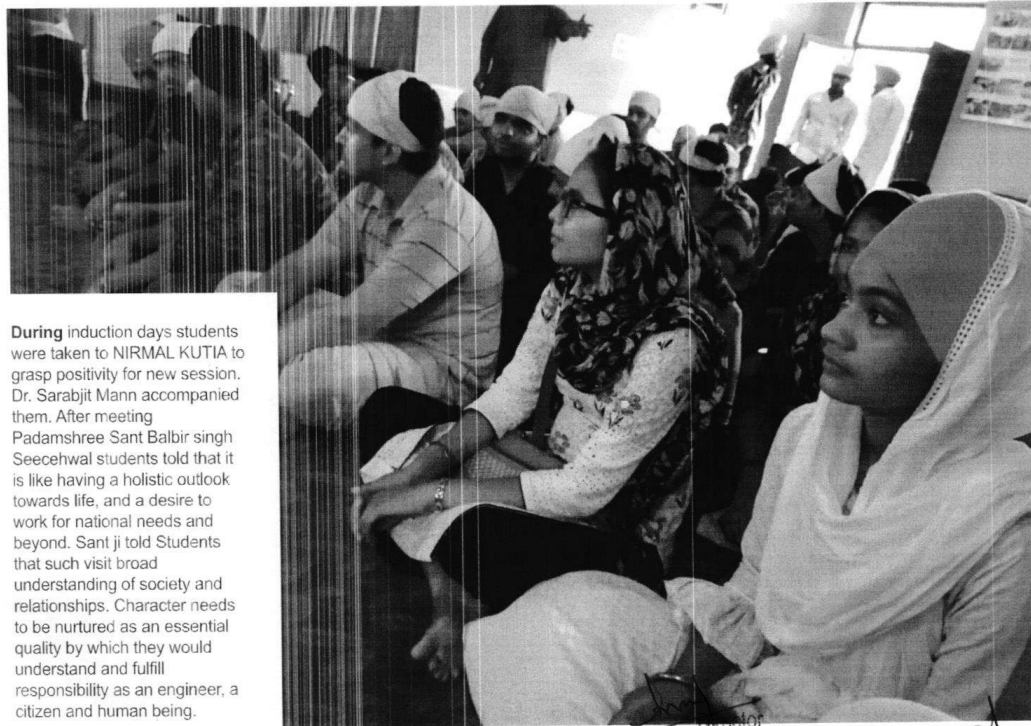 During induction days students
were taken to NIRMAL KUTIA to
grasp positivity for new session.
Dr. Sarabjit Mann accompanied
them. After meeting
Padamshree Sant Balbir singh
Seecehwal students told that it
is like having a holistic outlook
towards life, and a desire to
work for national needs and
beyond. Sant ji told Students
that such visit broad
understanding of society and
relationships. Character needs
to be nurtured as an essential
quality by which they would
understand and fulfill
responsibility as an engineer, a
citizen and human being.